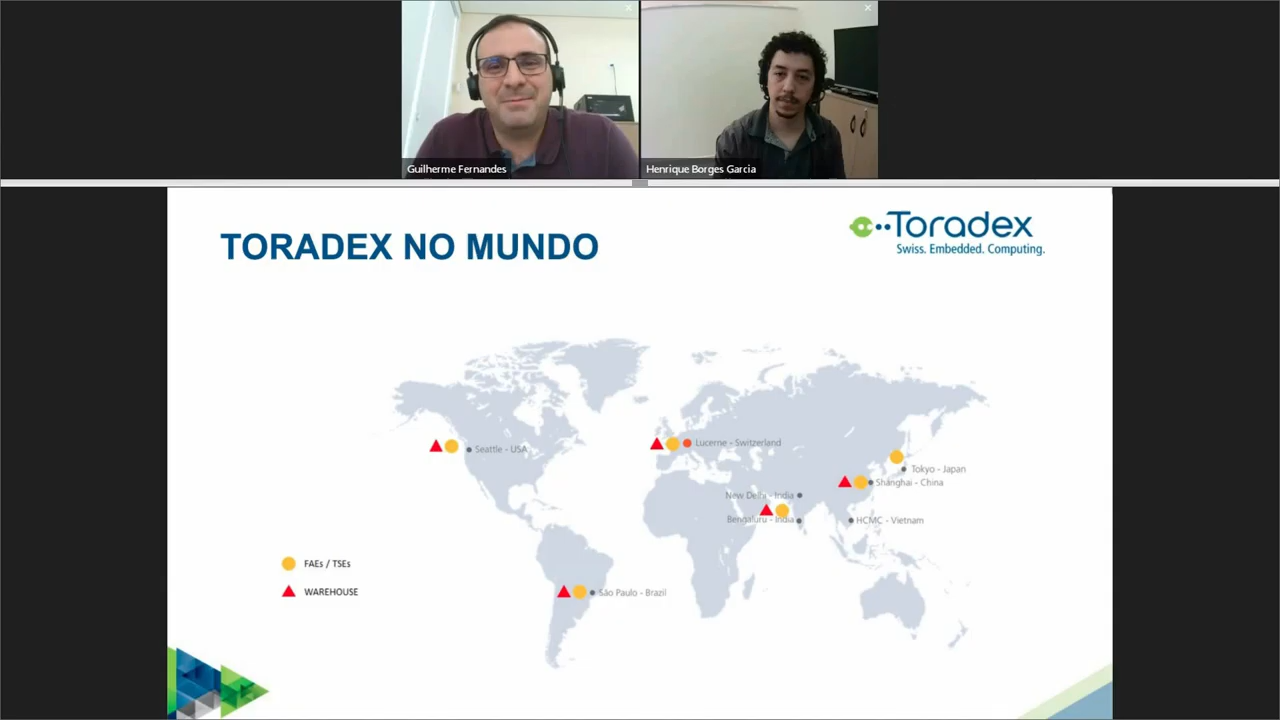 Guilherme Fernandes
Henrique Borges Garcia
TORADEX NO MUNDO
Toradex
Swiss. Embedded. Computing.
Seattle - USA
Lucerne - Switzerland
Tokyo - Japan
Shanghai - China
New Delhi - India
Bengaluru - India
HCMC - Vietnam
FAEs / TSEs
WAREHOUSE
São Paulo - Brazil